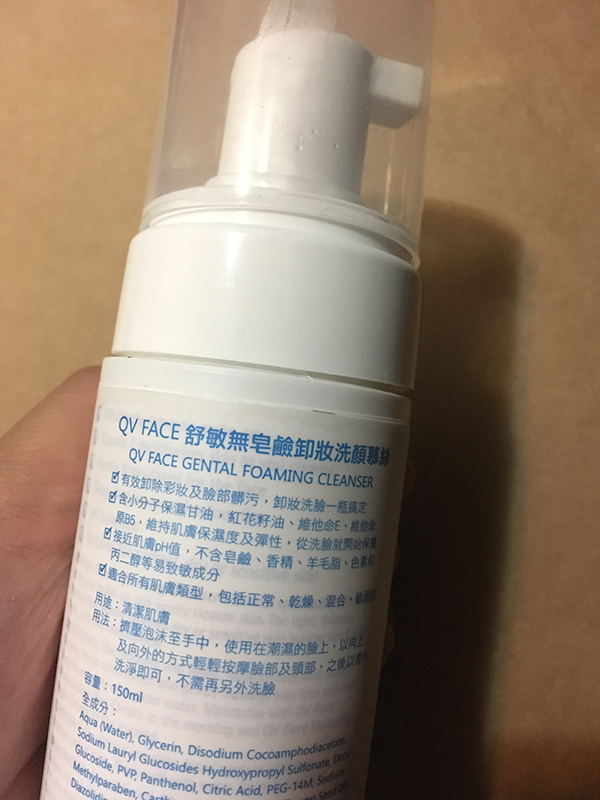 QV FACE 舒敏無皂鹼卸妝洗顏慕絲
QV FACE GENTAL FOAMING CLEANSER
有效卸除彩妝及臉部髒污，卸妝洗臉一瓶搞定
含小分子保濕甘油，紅花籽油、維他命E、維他命
原B5，維持肌膚保濕度及彈性，從洗臉就開始保養
接近肌膚pH值，不含皂鹼、香精、羊毛脂、色素和
丙二醇等易致敏成分
適合所有肌膚類型，包括正常、乾燥、混合、敏感肌
用途：清潔肌膚
用法：擠壓泡沫至手中，使用在潮濕的臉上，以向上
及向外的方式輕輕按摩臉部及頸部，之後以清水
洗淨即可，不需再另外洗臉
容量：150ml
全成分：
Aqua (Water), Glycerin, Disodium Cocoamphodiacetate,
Sodium Lauryl Glucosides Hydroxypropyl Sulfonate, Decyl
Glucoside, PVP, Panthenol, Citric Acid, PEG-14M, Sodium
Methylparaben, Seed Oil,